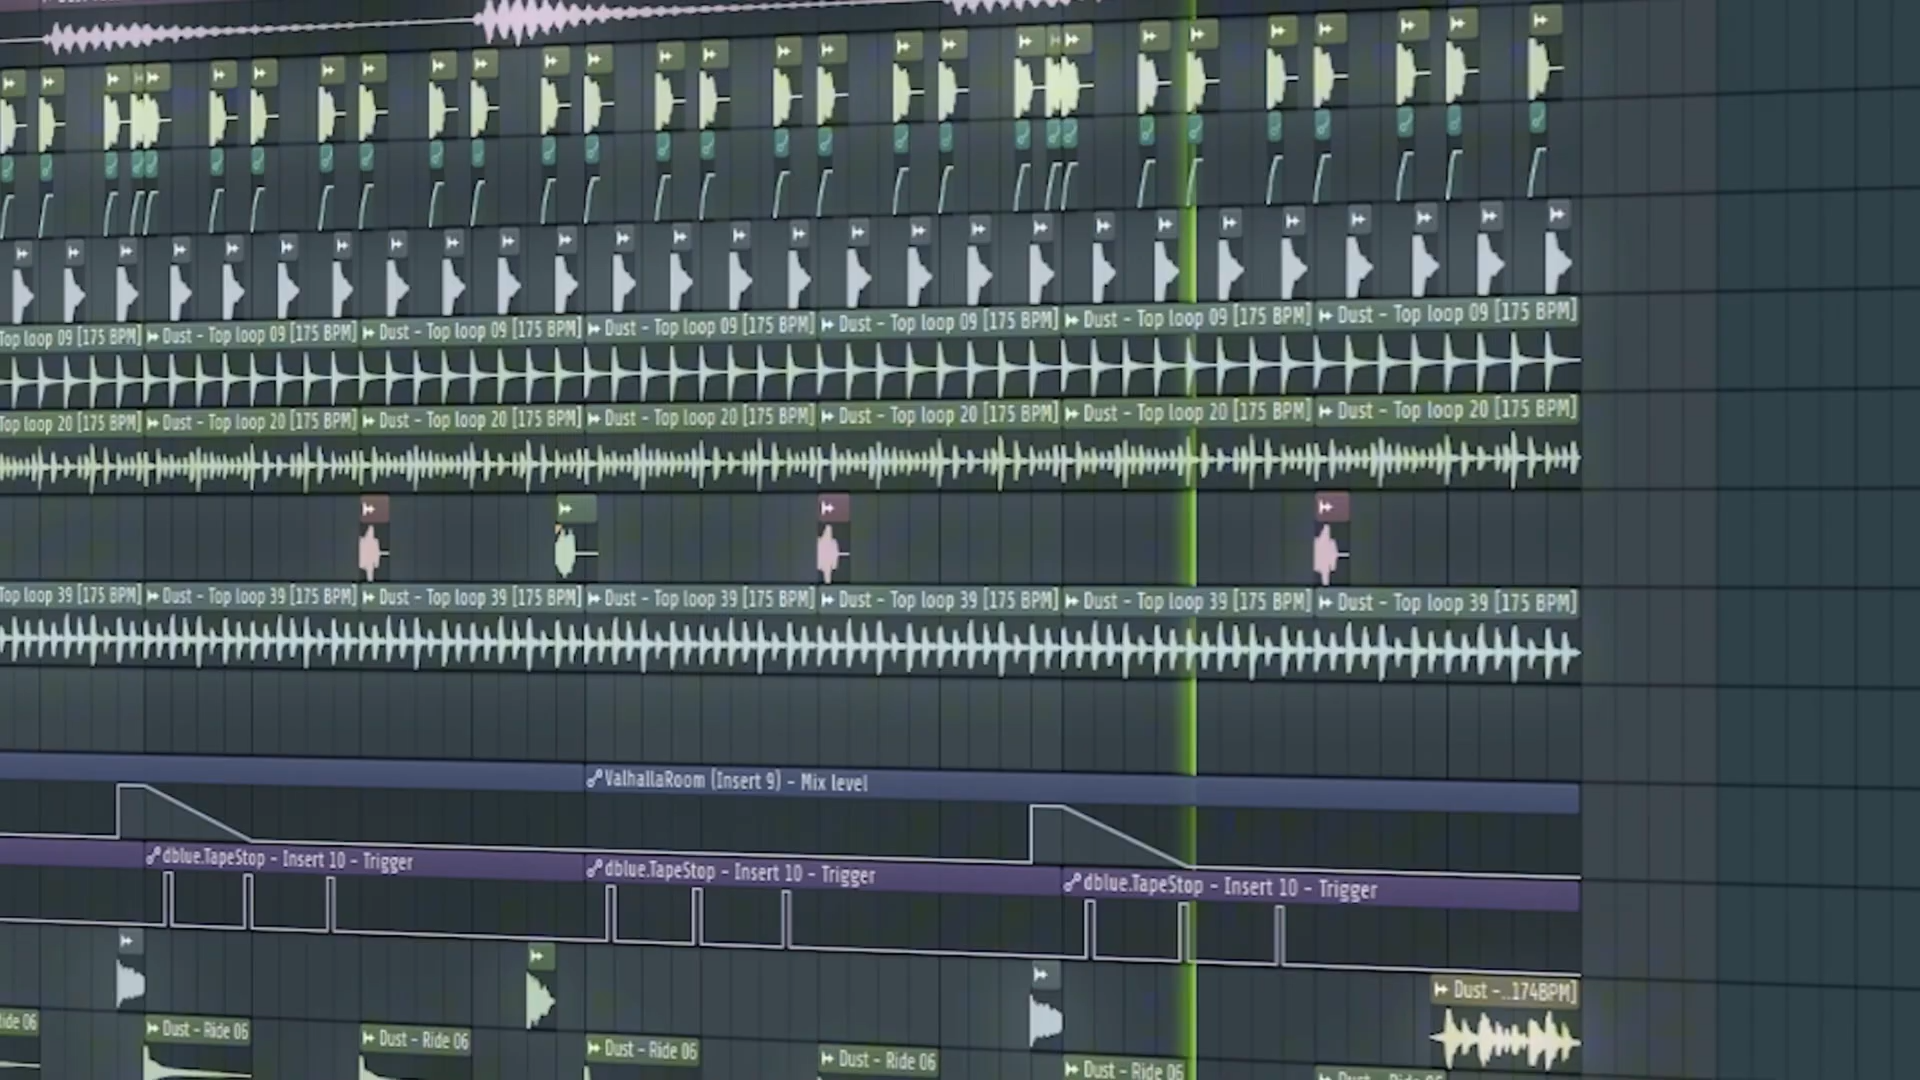 Top loop 09 [175 BPM] Dust - Top loop 09 [175 BPM] Dust - Top loop 09 [175 BPM] Dust - Top loop 09 [175 BPM] Dust - Top loop 09 [175 BPM] Dust - Top loop 09 [175 BPM] Dust - Top loop 09 [175 BPM]
Top loop 20 [175 BPM] Dust - Top loop 20 [175 BPM] Dust - Top loop 20 [175 BPM] Dust - Top loop 20 [175 BPM] Dust - Top loop 20 [175 BPM] Dust - Top loop 20 [175 BPM] Dust - Top loop 20 [175 BPM]
Top loop 39 [175 BPM] Dust - Top loop 39 [175 BPM] Dust - Top loop 39 [175 BPM] Dust - Top loop 39 [175 BPM] Dust - Top loop 39 [175 BPM] Dust - Top loop 39 [175 BPM] Dust - Top loop 39 [175 BPM]
ValhallaRoom (Insert 9) - Mix level
dblue.TapeStop - Insert 10 - Trigger dblue.TapeStop - Insert 10 - Trigger dblue.TapeStop - Insert 10 - Trigger
Dust -..174BPM]
ide 06 Dust - Ride 06 Dust - Ride 06 Dust - Ride 06 Dust - Ride 06 Dust - Ride 06